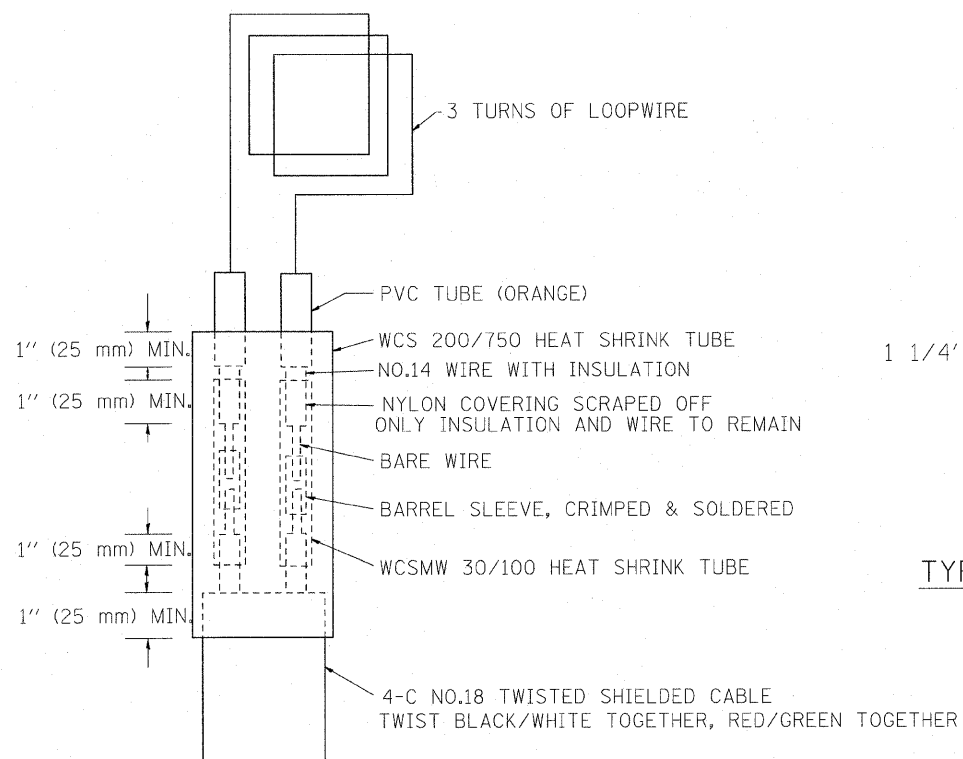 3 TURNS OF LOOPWIRE
PVC TUBE (ORANGE)
1" (25 mm) MIN.
WCS 200/750 HEAT SHRINK TUBE
1 1/4'
NO.14 WIRE WITH INSULATION
1" (25 mm) MIN.
NYLON COVERING SCRAPED OFF
ONLY INSULATION AND WIRE TO REMAIN
BARE WIRE
BARREL SLEEVE, CRIMPED & SOLDERED
1" (25 mm) MIN.
WCSMW 30/100 HEAT SHRINK TUBE
TYP
1" (25 mm) MIN.
4-C NO.18 TWISTED SHIELDED CABLE
TWIST BLACK/WHITE TOGETHER, RED/GREEN TOGETHER